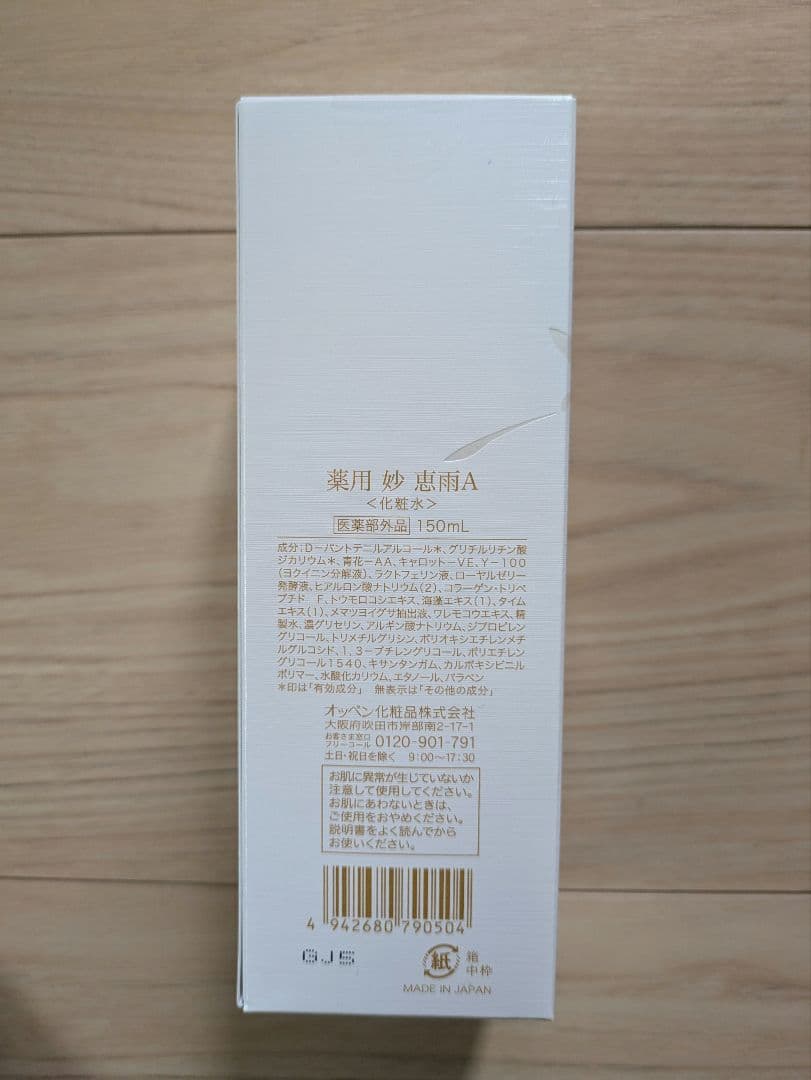 薬用 妙 恵雨A
＜化粧水＞
医薬部外品 150mL
成分：D－パントテニルアルコール＊、グリチルリチン酸
ジカリウム＊、青花－AA、キャロット－VE、Y－100
（ヨクイニン分解液）、ラクトフェリン液、ローヤルゼリー
発酵液、ヒアルロン酸ナトリウム（2）、コラーゲン・トリペ
プチド　F、トウモロコシエキス、海藻エキス（1）、タイム
エキス（1）、メマツヨイグサ抽出液、ワレモコウエキス、精
製水、濃グリセリン、アルギン酸ナトリウム、ジプロピレン
グリコール、トリメチルグリシン、ポリオキシエチレンメチ
ルグルコシド、1，3－ブチレングリコール、ポリエチレン
グリコール1540、キサンタンガム、カルボキシビニル
ポリマー、水酸化カリウム、エタノール、パラベン
＊印は「有効成分」　無表示は「その他の成分」
オッペン化粧品株式会社
大阪府吹田市岸部南2-17-1
お客さま窓口
フリーコール 0120-901-791
土日・祝日を除く　9：00～17：30
お肌に異常が生じていないか
注意して使用してください。
お肌にあわないときは、
ご使用をおやめください。
説明書をよく読んでから
お使いください。
4 942680 790504
GJ5
紙 箱
中枠
MADE IN JAPAN